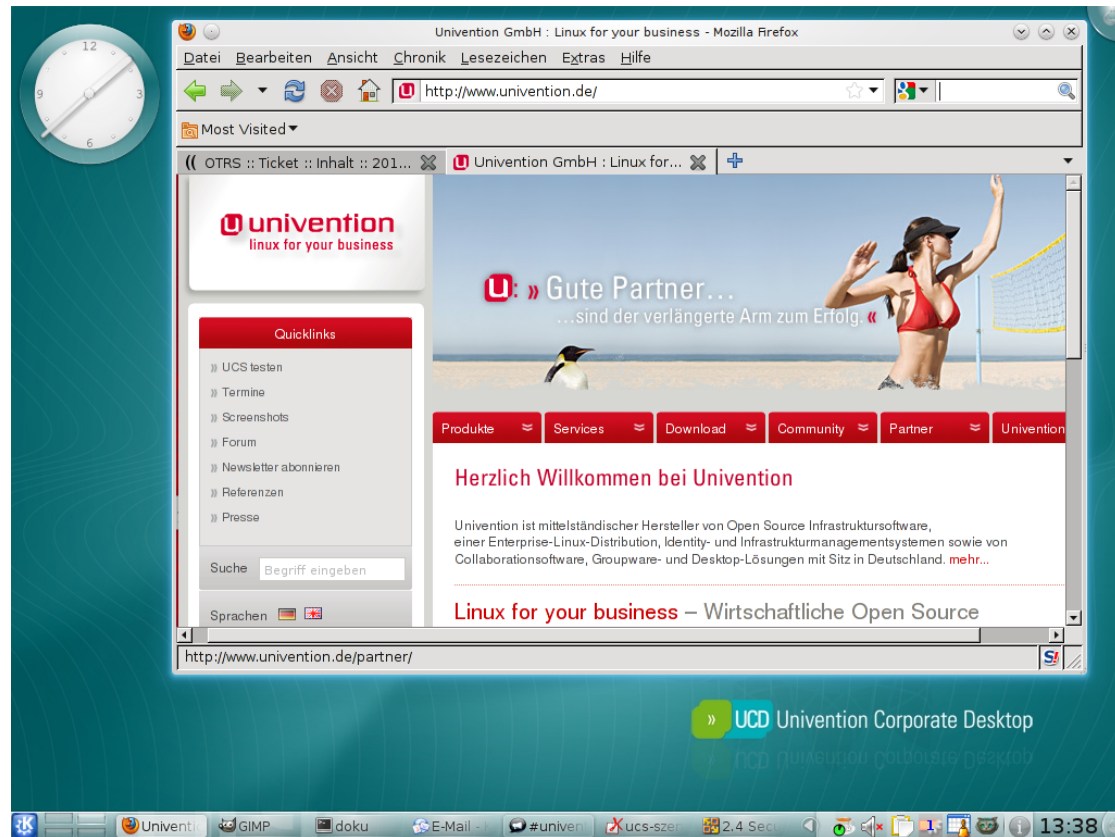 12
3
6
9
Univention GmbH : Linux for your business - Mozilla Firefox
Datei Bearbeiten Ansicht Chronik Lesezeichen Extras Hilfe
http://www.univention.de/
Most Visited
OTRS :: Ticket :: Inhalt :: 201... Univention GmbH : Linux for...
univention
linux for your business
U: » Gute Partner...
...sind der verlängerte Arm zum Erfolg. «
Quicklinks
» UCS testen
» Termine
» Screenshots
» Forum
» Newsletter abonnieren
» Referenzen
» Presse
Suche Begriff eingeben
Sprachen
Produkte Services Download Community Partner Univention
Herzlich Willkommen bei Univention
Univention ist mittelständischer Hersteller von Open Source Infrastruktursoftware,
einer Enterprise-Linux-Distribution, Identity- und Infrastrukturmanagementsystemen sowie von
Collaborationsoftware, Groupware- und Desktop-Lösungen mit Sitz in Deutschland. mehr...
Linux for your business – Wirtschaftliche Open Source
http://www.univention.de/partner/
» UCD Univention Corporate Desktop
Univenti GIMP doku E-Mail - #univen ucs-szen 2.4 Secu 13:38